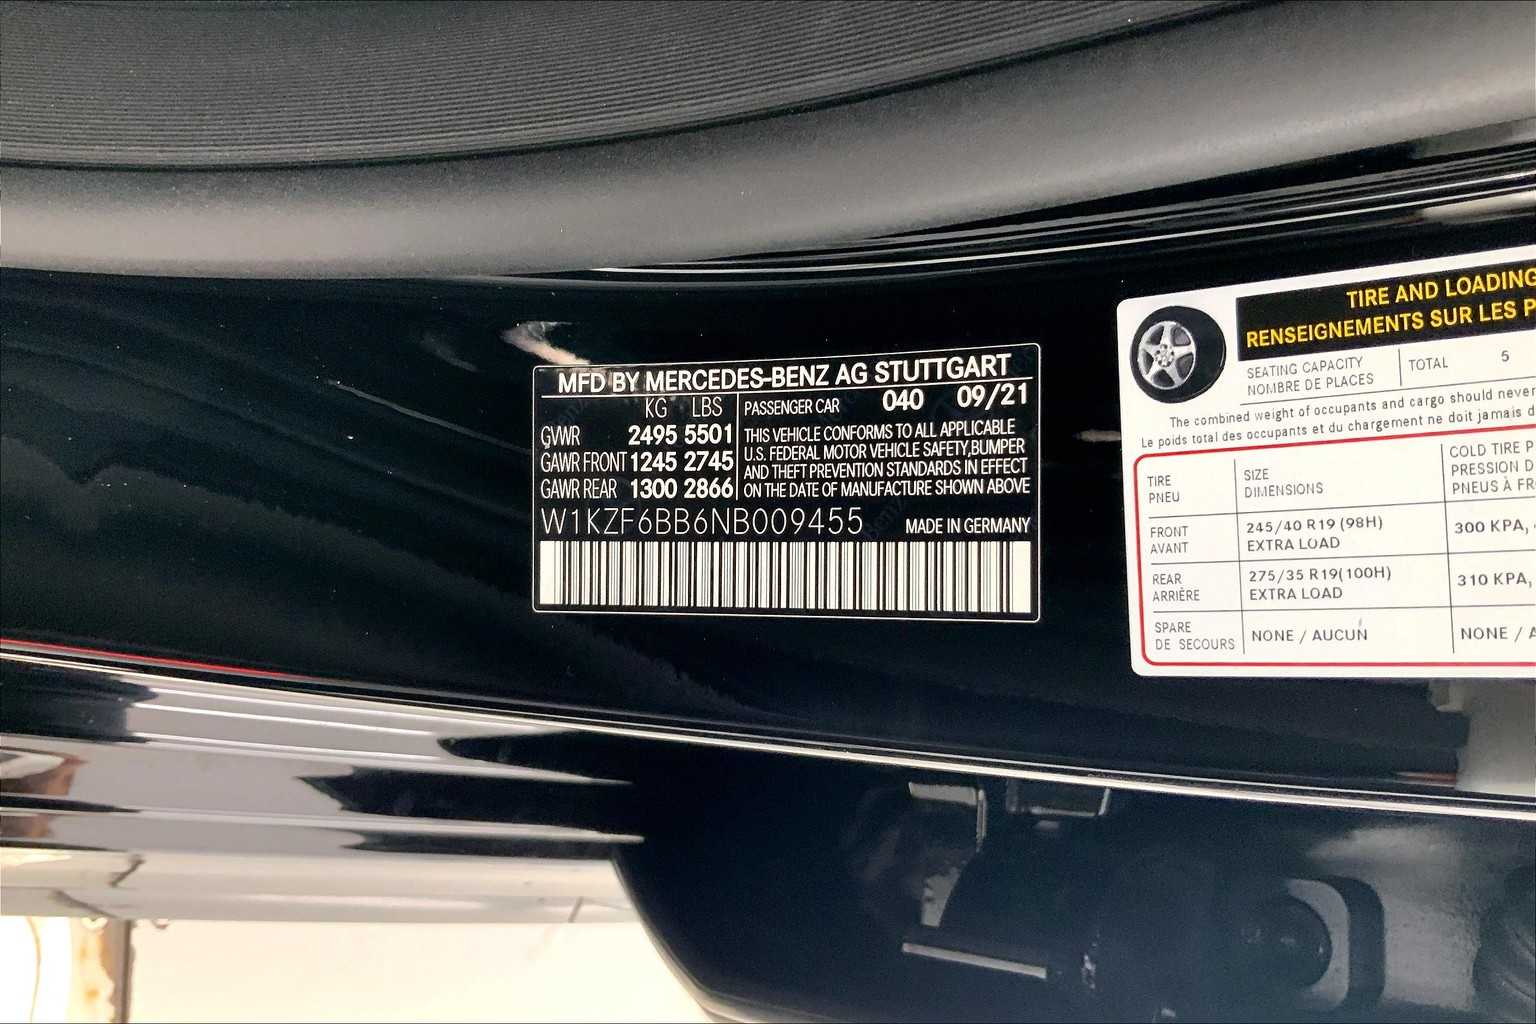 MFD BY MERCEDES-BENZ AG STUTTGART
KG LBS
GVWR 2495 5501
GAWR FRONT 1245 2745
GAWR REAR 1300 2866
PASSENGER CAR 040 09/21
THIS VEHICLE CONFORMS TO ALL APPLICABLE
U.S. FEDERAL MOTOR VEHICLE SAFETY,BUMPER
AND THEFT PREVENTION STANDARDS IN EFFECT
ON THE DATE OF MANUFACTURE SHOWN ABOVE
W1KZF6BB6NB009455 MADE IN GERMANY
TIRE AND LOADING
RENSEIGNEMENTS SUR LES P
SEATING CAPACITY
NOMBRE DE PLACES
TOTAL 5
The combined weight of occupants and cargo should never
Le poids total des occupants et du chargement ne doit jamais d
TIRE
PNEU
SIZE
DIMENSIONS
COLD TIRE P
PRESSION D
PNEUS À FR
FRONT
AVANT
245/40 R19 (98H)
EXTRA LOAD
300 KPA,
REAR
ARRIÈRE
275/35 R19(100H)
EXTRA LOAD
310 KPA,
SPARE
DE SECOURS
NONE / AUCUN
NONE / A